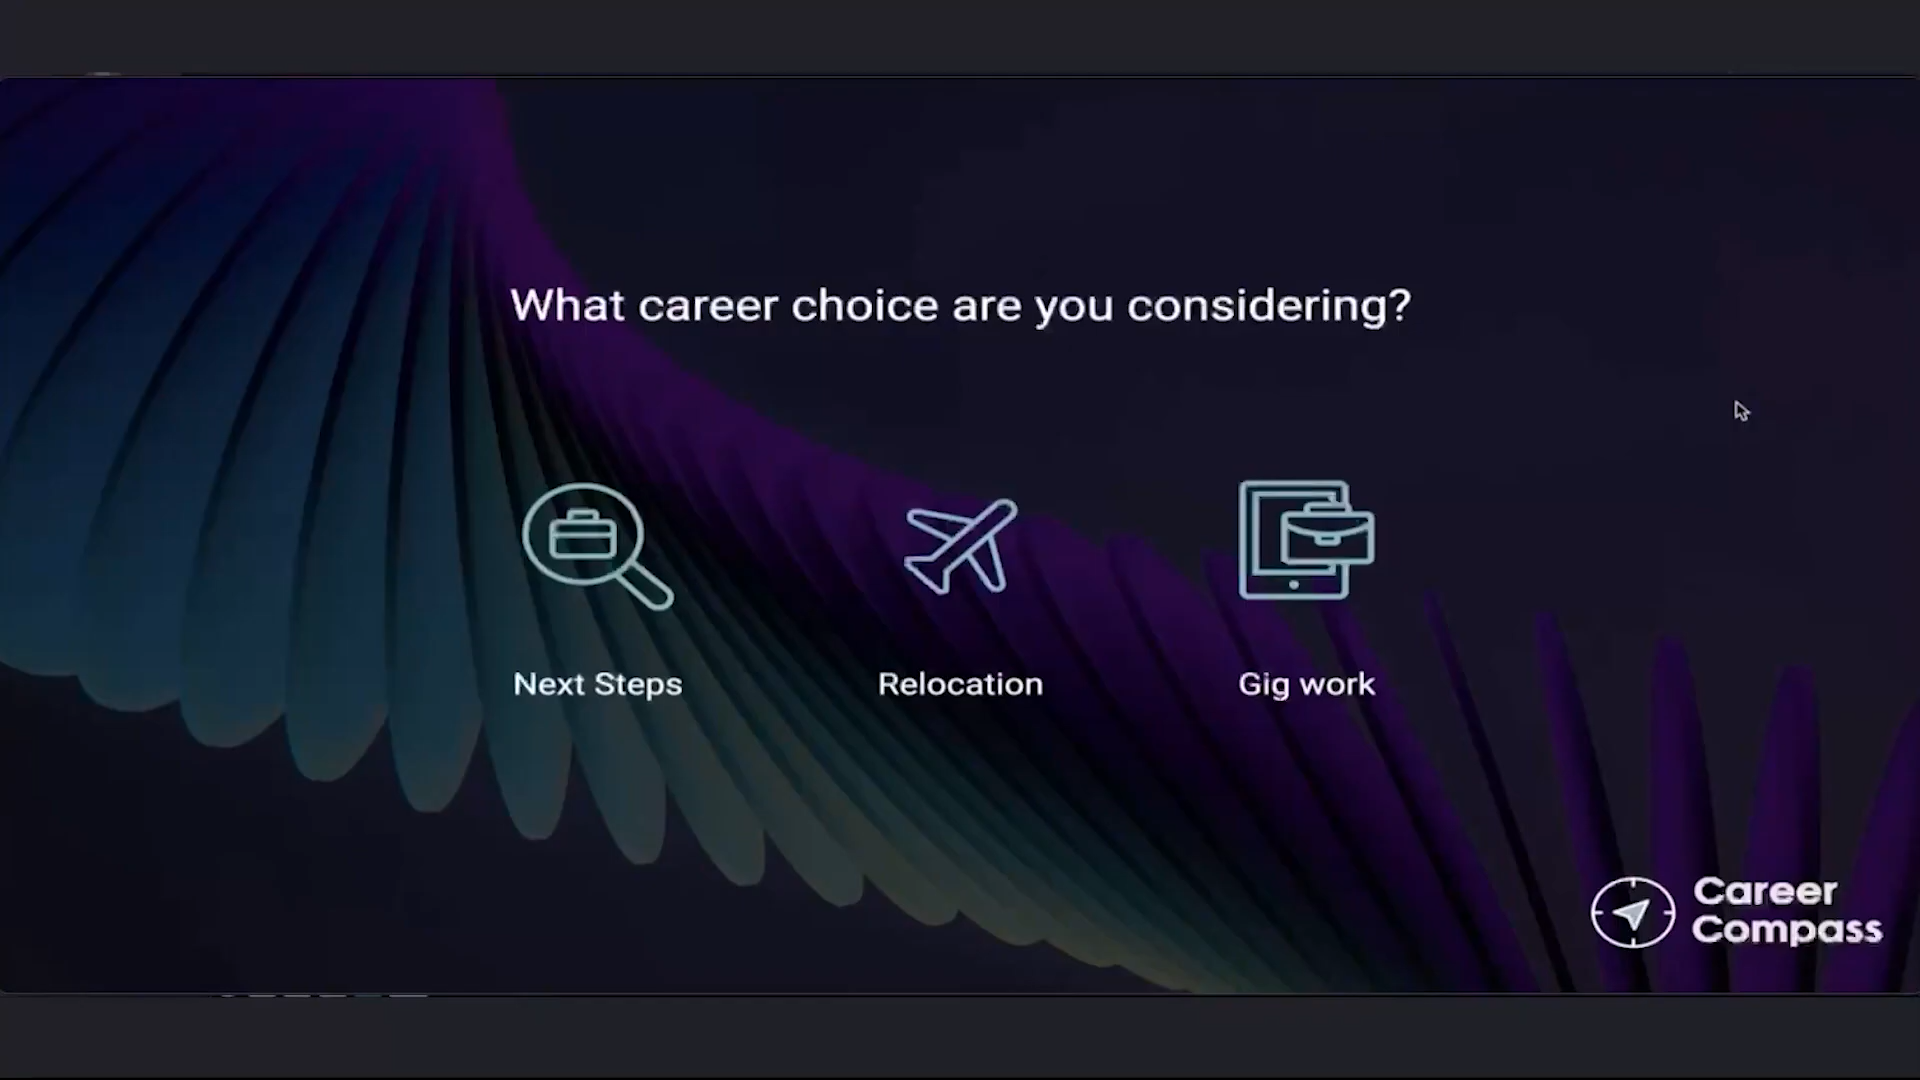 What career choice are you considering?
Next Steps
Relocation
Gig work
Career
Compass